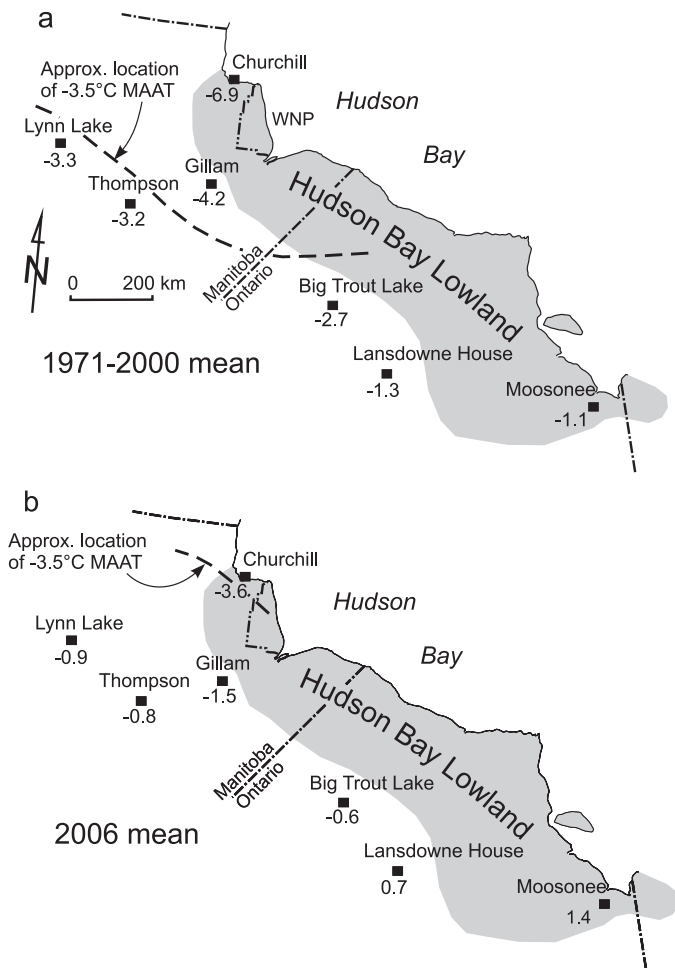 a
Churchill
-6.9
Approx. location
of -3.5°C MAAT
Hudson
Bay
WNP
Lynn Lake
-3.3
Gillam
-4.2
Thompson
-3.2
Hudson Bay Lowland
N
0 200 km
Manitoba
Ontario
Big Trout Lake
-2.7
Lansdowne House
-1.3
Moosonee
-1.1
1971-2000 mean
b
Approx. location
of -3.5°C MAAT
Churchill
-3.6
Hudson
Bay
Lynn Lake
-0.9
Gillam
-1.5
Thompson
-0.8
Hudson Bay Lowland
Manitoba
Ontario
Big Trout Lake
-0.6
Lansdowne House
0.7
Moosonee
1.4
2006 mean